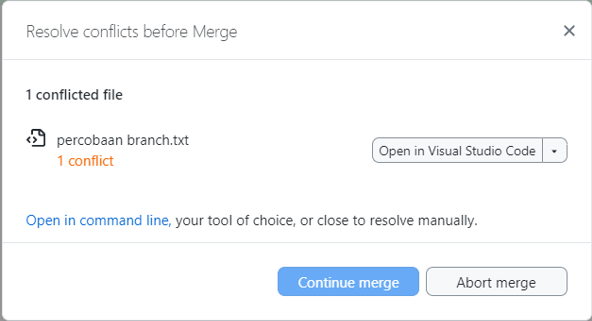 Resolve conflicts before Merge
1 conflicted file
percobaan branch.txt
1 conflict
Open in Visual Studio Code
Open in command line, your tool of choice, or close to resolve manually.
Continue merge
Abort merge